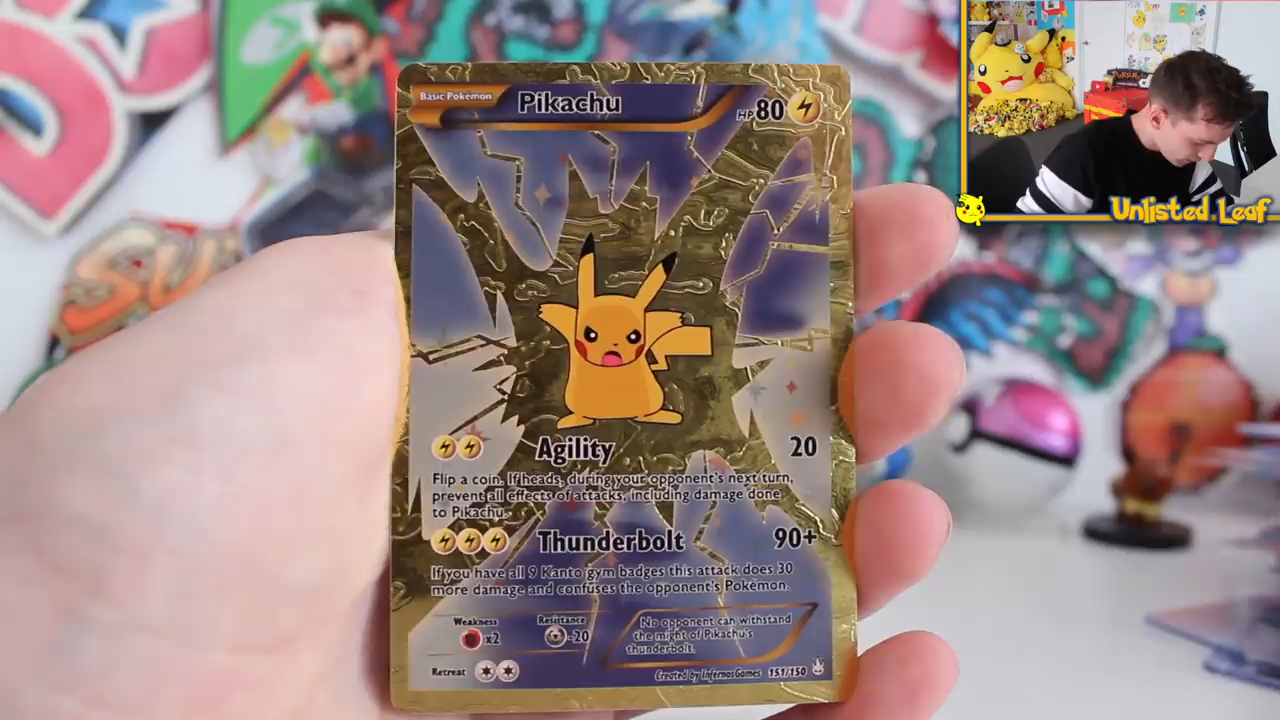 Basic Pokémon
Pikachu
HP 80
Unlisted Leaf
Agility 20
Flip a coin. If heads, during your opponent's next turn,
prevent all effects of attacks, including damage done
to Pikachu.
Thunderbolt 90+
If you have all 9 Kanto gym badges this attack does 30
more damage and confuses the opponent's Pokémon.
Weakness
x2
Resistance
-20
No opponent can withstand
the might of Pikachu's
thunderbolt.
Retreat
Created by Infernos Games 151/150